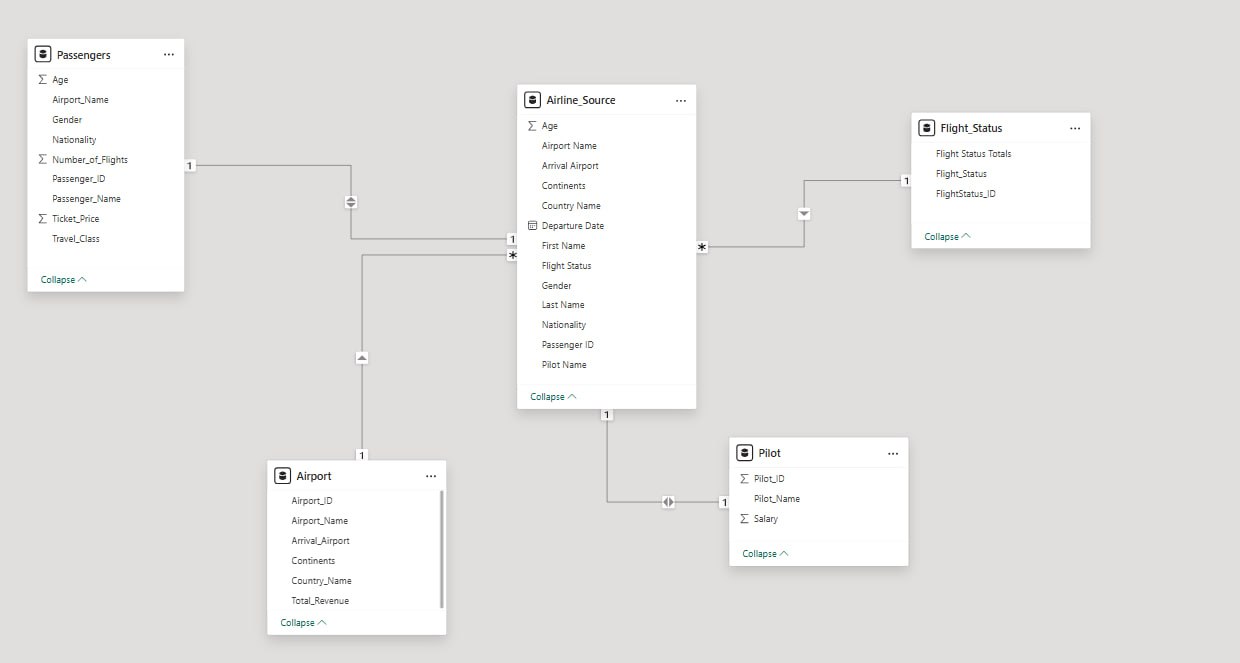 Passengers
Age
Airport_Name
Gender
Nationality
Number_of_Flights
Passenger_ID
Passenger_Name
Ticket_Price
Travel_Class
Collapse
1
1
*
Airline_Source
Age
Airport Name
Arrival Airport
Continents
Country Name
Departure Date
First Name
Flight Status
Gender
Last Name
Nationality
Passenger ID
Pilot Name
Collapse
*
1
Flight_Status
Flight Status Totals
Flight_Status
FlightStatus_ID
Collapse
1
1
Airport
Airport_ID
Airport_Name
Arrival_Airport
Continents
Country_Name
Total_Revenue
Collapse
1
Pilot
Pilot_ID
Pilot_Name
Salary
Collapse